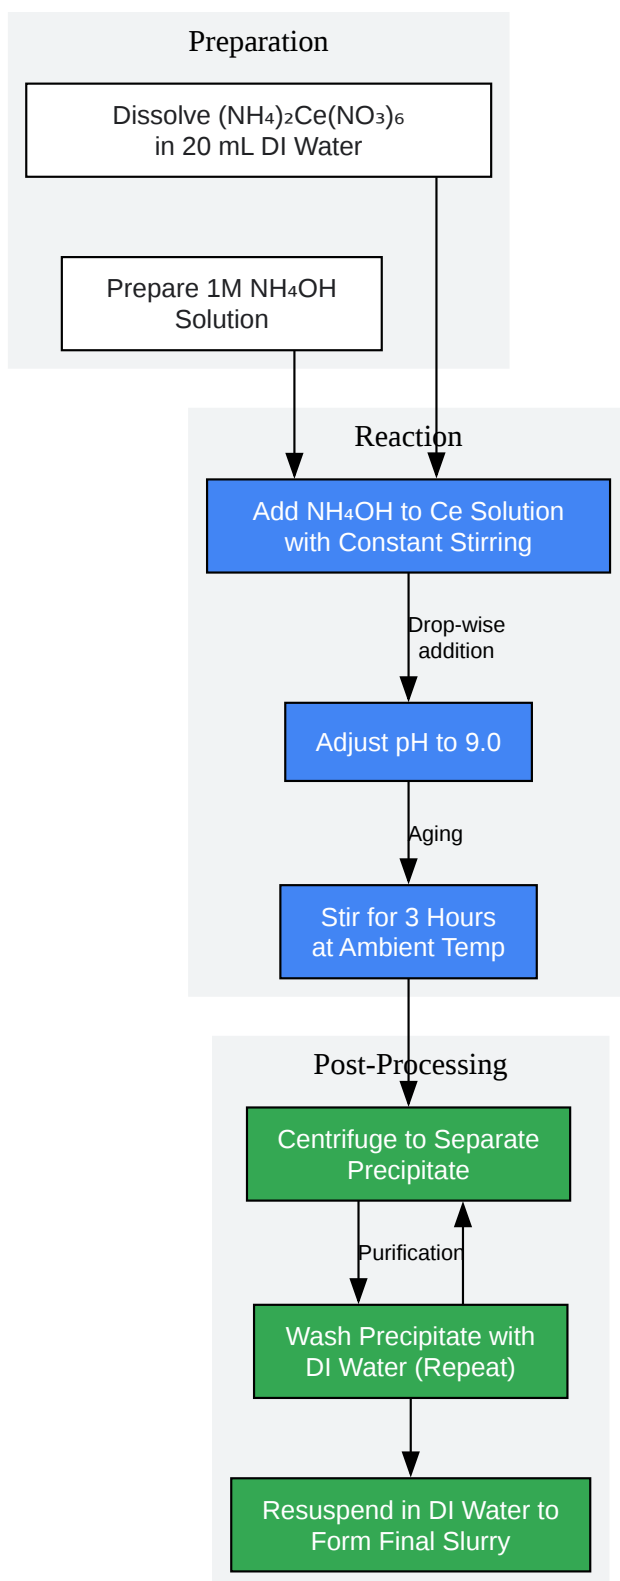 Preparation
Dissolve (NH₄)₂Ce(NO₃)₆
in 20 mL DI Water
Prepare 1M NH₄OH
Solution
Reaction
Add NH₄OH to Ce Solution
with Constant Stirring
Drop-wise
addition
Adjust pH to 9.0
Aging
Stir for 3 Hours
at Ambient Temp
Post-Processing
Centrifuge to Separate
Precipitate
Purification
Wash Precipitate with
DI Water (Repeat)
Resuspend in DI Water to
Form Final Slurry